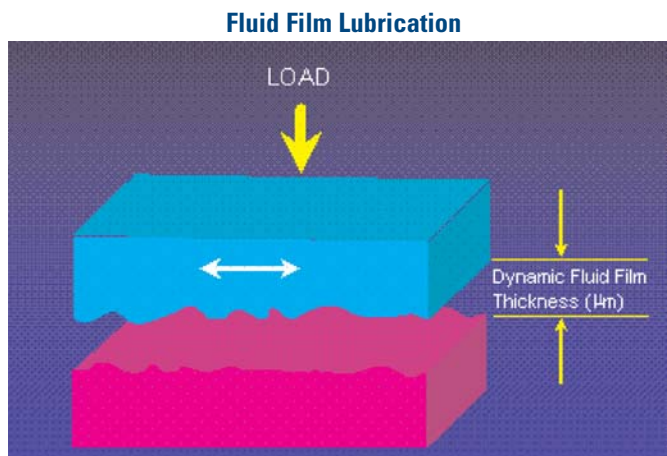 Fluid Film Lubrication
LOAD
Dynamic Fluid Film
Thickness (µm)